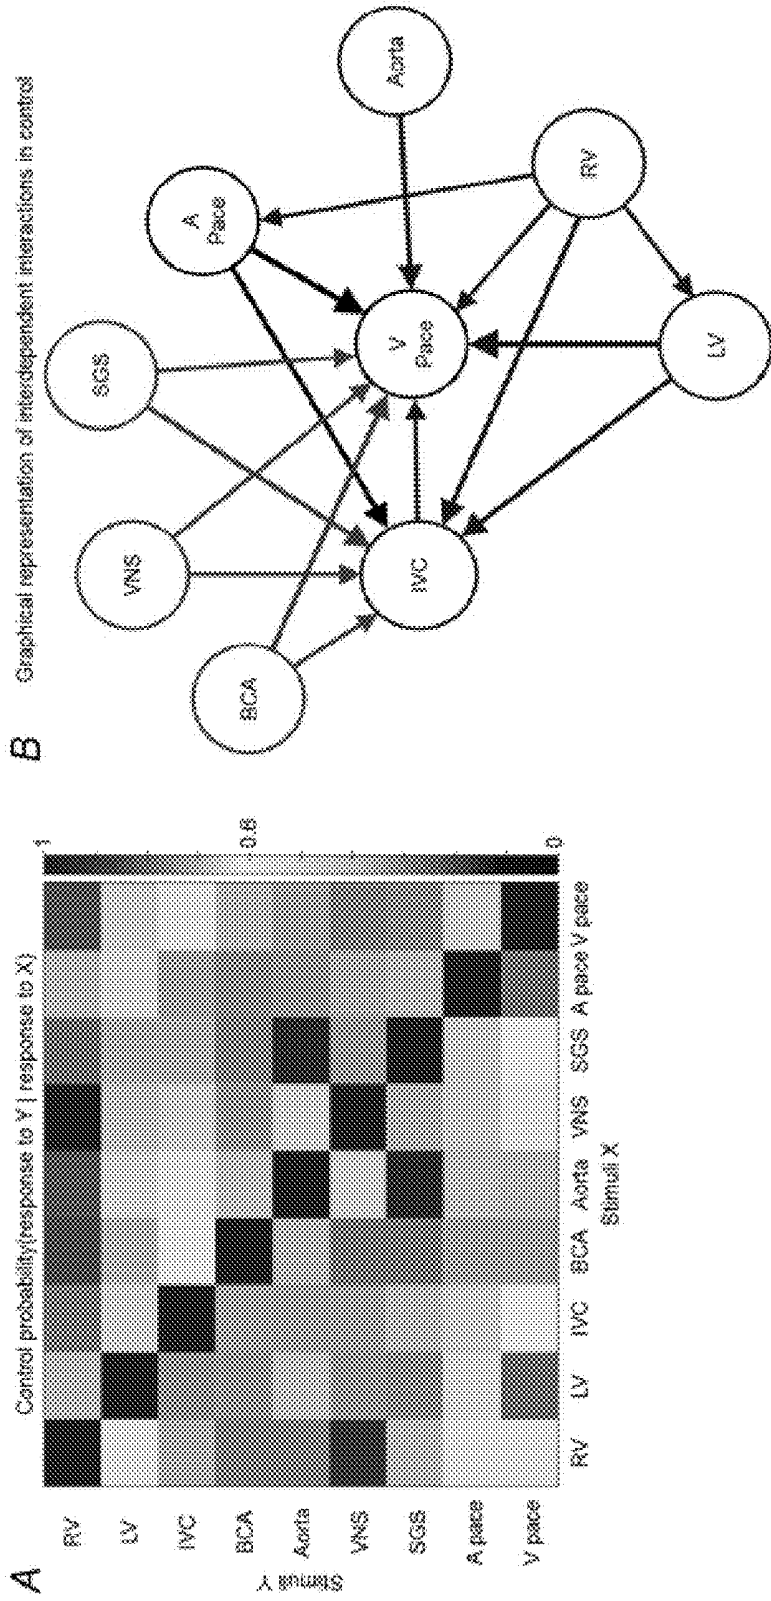 A
Control probability(response to Y | response to X)
RV
LV
IVC
BCA
Aorta
VNS
SGS
A pace
V pace
Stimuli Y
RV
LV
IVC
BCA
Aorta
VNS
SGS
A pace
V pace
Stimuli X
1
0.6
0
B
Graphical representation of interdependent interactions in control
SGS
VNS
BCA
A
Pace
Aorta
V
Pace
IVC
RV
LV